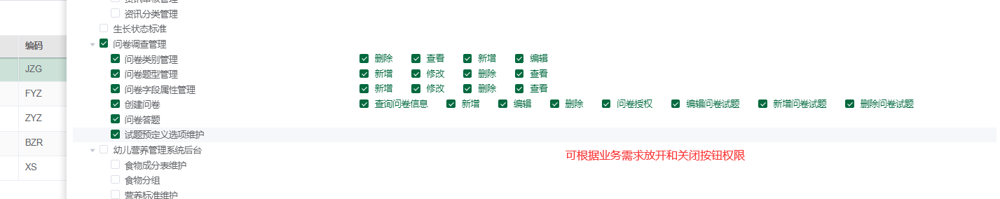 资讯审核管理
资讯分类管理
生长状态标准
编码
问卷调查管理
问卷类别管理 删除 查看 新增 编辑
JZG
问卷题型管理 新增 修改 删除 查看
问卷字段属性管理 新增 修改 删除 查看
FYZ
创建问卷 查询问卷信息 新增 编辑 删除 问卷授权 编辑问卷试题 新增问卷试题 删除问卷试题
ZYZ
问卷答题
试题预定义选项维护
BZR
幼儿营养管理系统后台
可根据业务需求放开和关闭按钮权限
XS
食物成分表维护
食物分组
营养标准维护